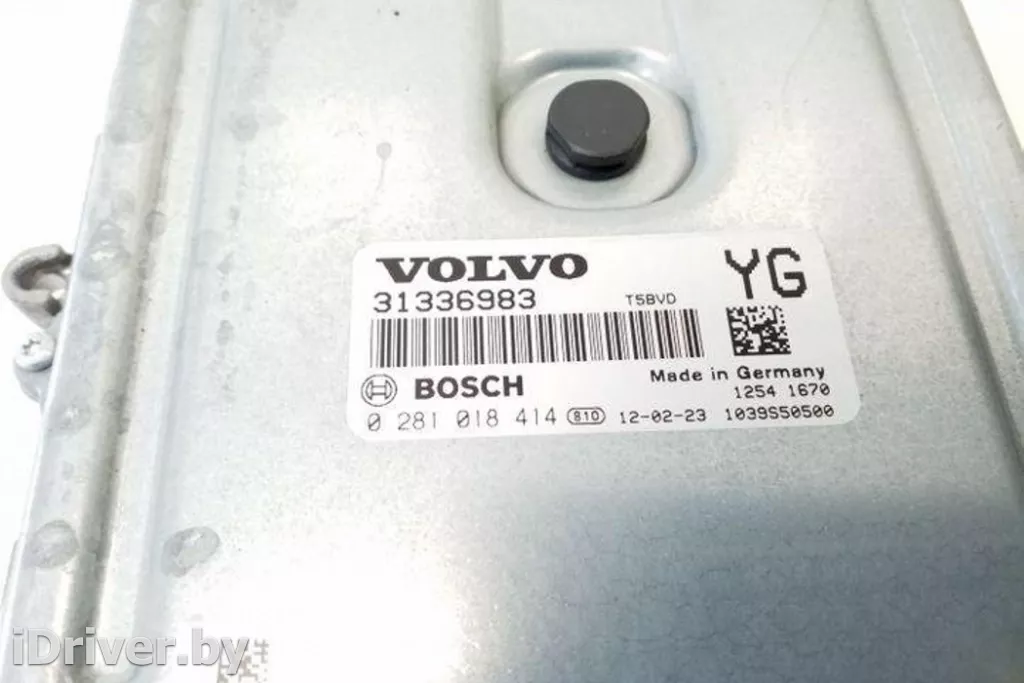 VOLVO
YG
31336983 T5BVD
BOSCH
Made in Germany
1254 1670
0 281 018 414 810 12-02-23 1039S50500
iDriver.by